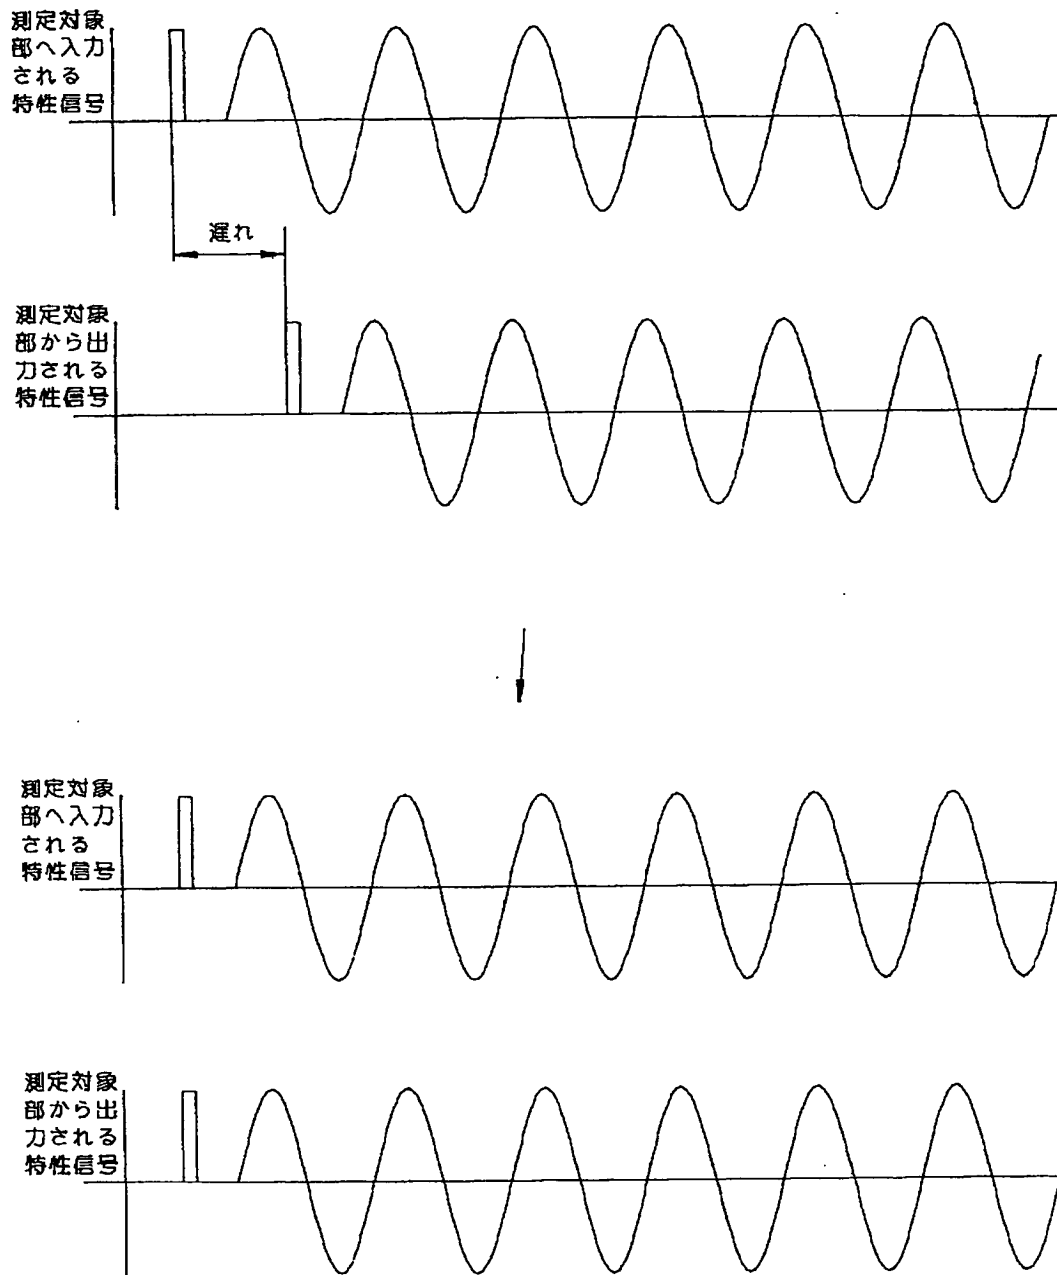 測定対象
部へ入力
される
特性信号
遅れ
測定対象
部から出
力される
特性信号
測定対象
部へ入力
される
特性信号
測定対象
部から出
力される
特性信号